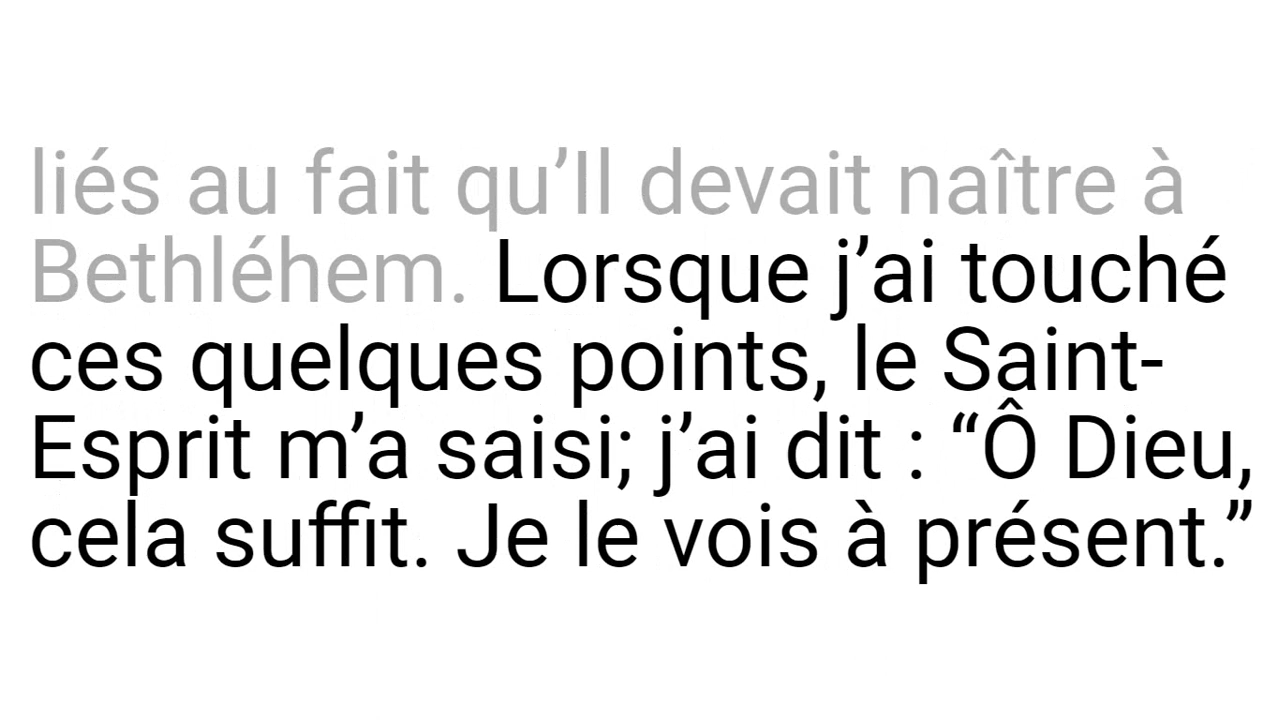 liés au fait qu’Il devait naître à
Bethléhem. Lorsque j’ai touché
ces quelques points, le Saint-
Esprit m’a saisi; j’ai dit : “Ô Dieu,
cela suffit. Je le vois à présent.”